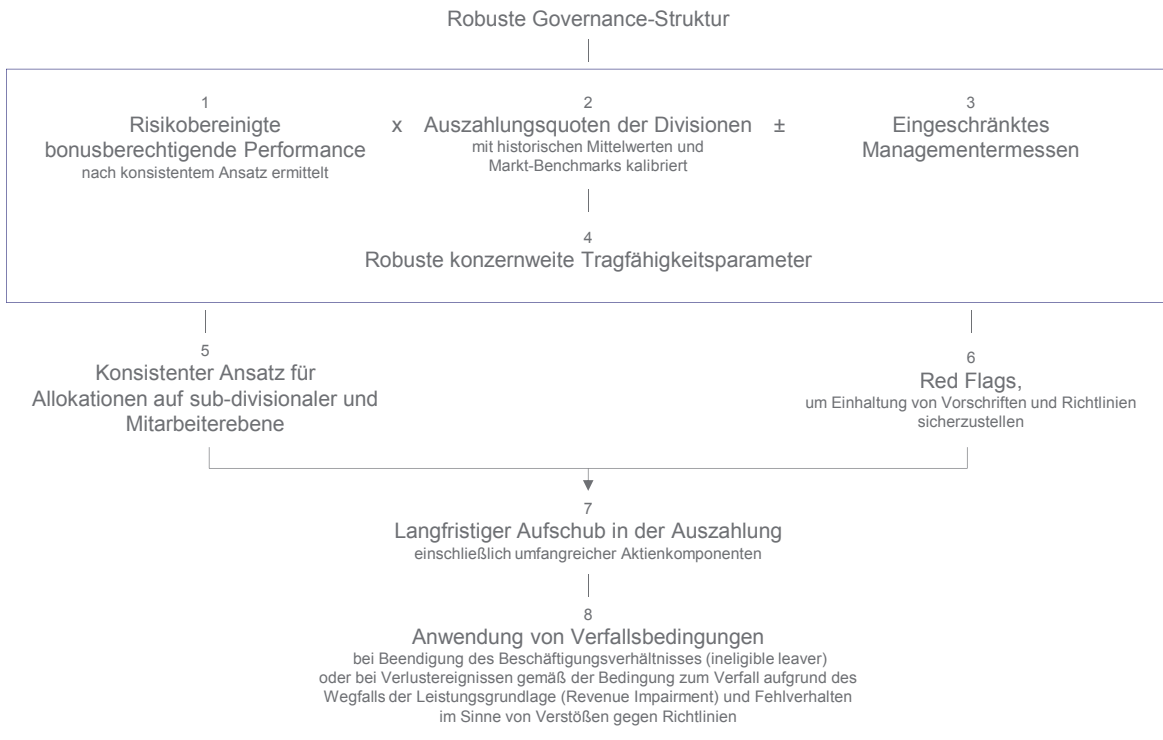 Robuste Governance-Struktur
1
Risikobereinigte
bonusberechtigende Performance
nach konsistentem Ansatz ermittelt
x
2
Auszahlungsquoten der Divisionen
mit historischen Mittelwerten und
Markt-Benchmarks kalibriert
±
3
Eingeschränktes
Managementermessen
4
Robuste konzernweite Tragfähigkeitsparameter
5
Konsistenter Ansatz für
Allokationen auf sub-divisionaler und
Mitarbeiterebene
6
Red Flags,
um Einhaltung von Vorschriften und Richtlinien
sicherzustellen
7
Langfristiger Aufschub in der Auszahlung
einschließlich umfangreicher Aktienkomponenten
8
Anwendung von Verfallsbedingungen
bei Beendigung des Beschäftigungsverhältnisses (ineligible leaver)
oder bei Verlustereignissen gemäß der Bedingung zum Verfall aufgrund des
Wegfalls der Leistungsgrundlage (Revenue Impairment) und Fehlverhalten
im Sinne von Verstößen gegen Richtlinien